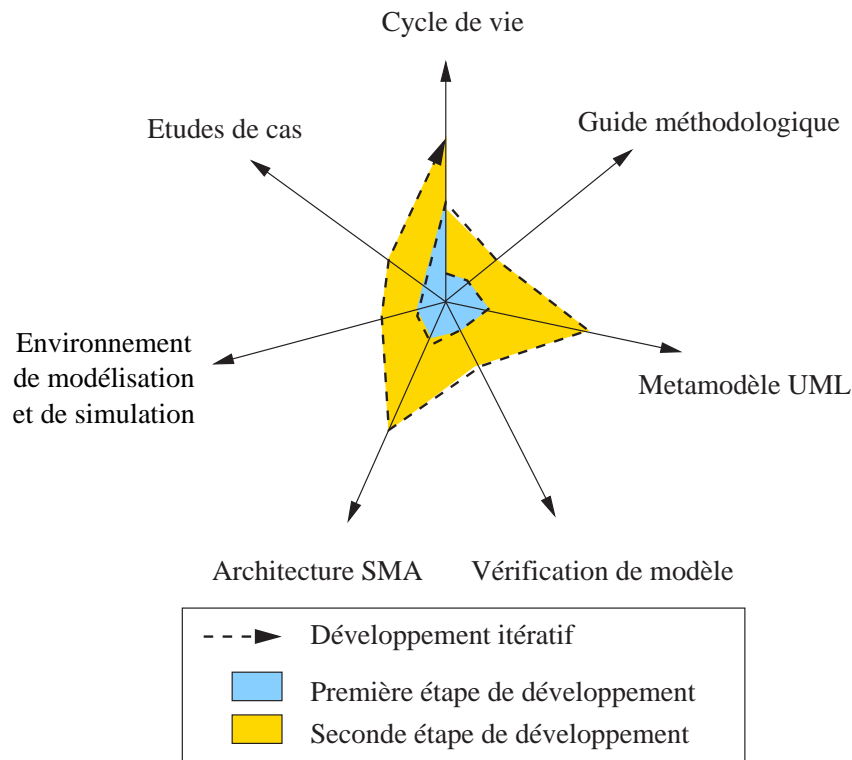 Cycle de vie
Etudes de cas
Guide méthodologique
Environnement
de modélisation
et de simulation
Metamodèle UML
Architecture SMA
Vérification de modèle
Développement itératif
Première étape de développement
Seconde étape de développement